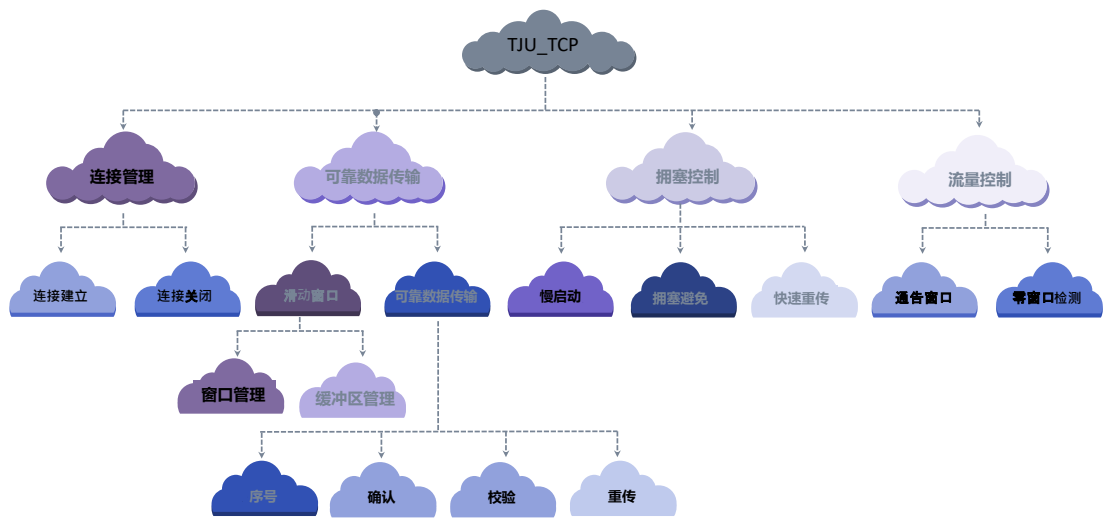 TJU_TCP
连接管理
可靠数据传输
拥塞控制
流量控制
连接建立
连接关闭
滑动窗口
可靠数据传输
慢启动
拥塞避免
快速重传
通告窗口
零窗口检测
窗口管理
缓冲区管理
序号
确认
校验
重传